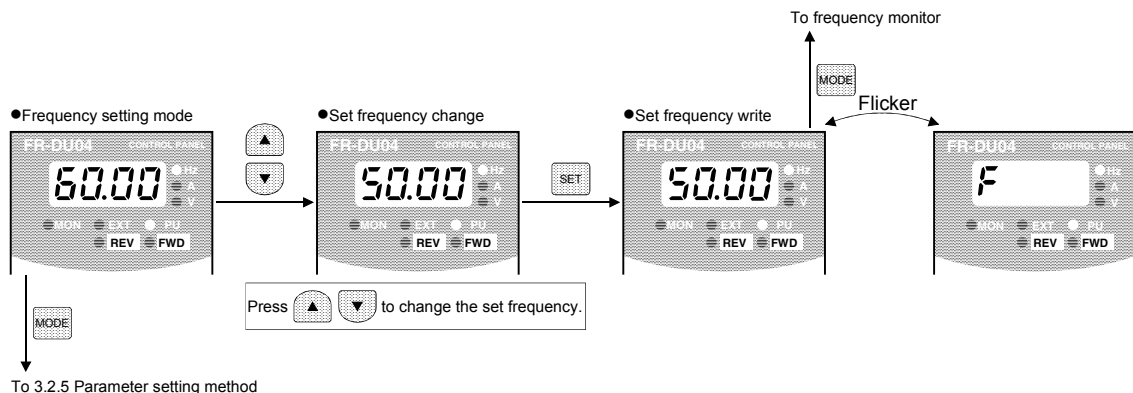 To frequency monitor
MODE
Flicker
●Frequency setting mode
●Set frequency change
●Set frequency write
FR-DU04 CONTROL PANEL
60.00
Hz
A
V
MON EXT PU
REV FWD
SET
FR-DU04 CONTROL PANEL
50.00
Hz
A
V
MON EXT PU
REV FWD
FR-DU04 CONTROL PANEL
50.00
Hz
A
V
MON EXT PU
REV FWD
FR-DU04 CONTROL PANEL
F
Hz
A
V
MON EXT PU
REV FWD
Press ▲ ▼ to change the set frequency.
MODE
To 3.2.5 Parameter setting method